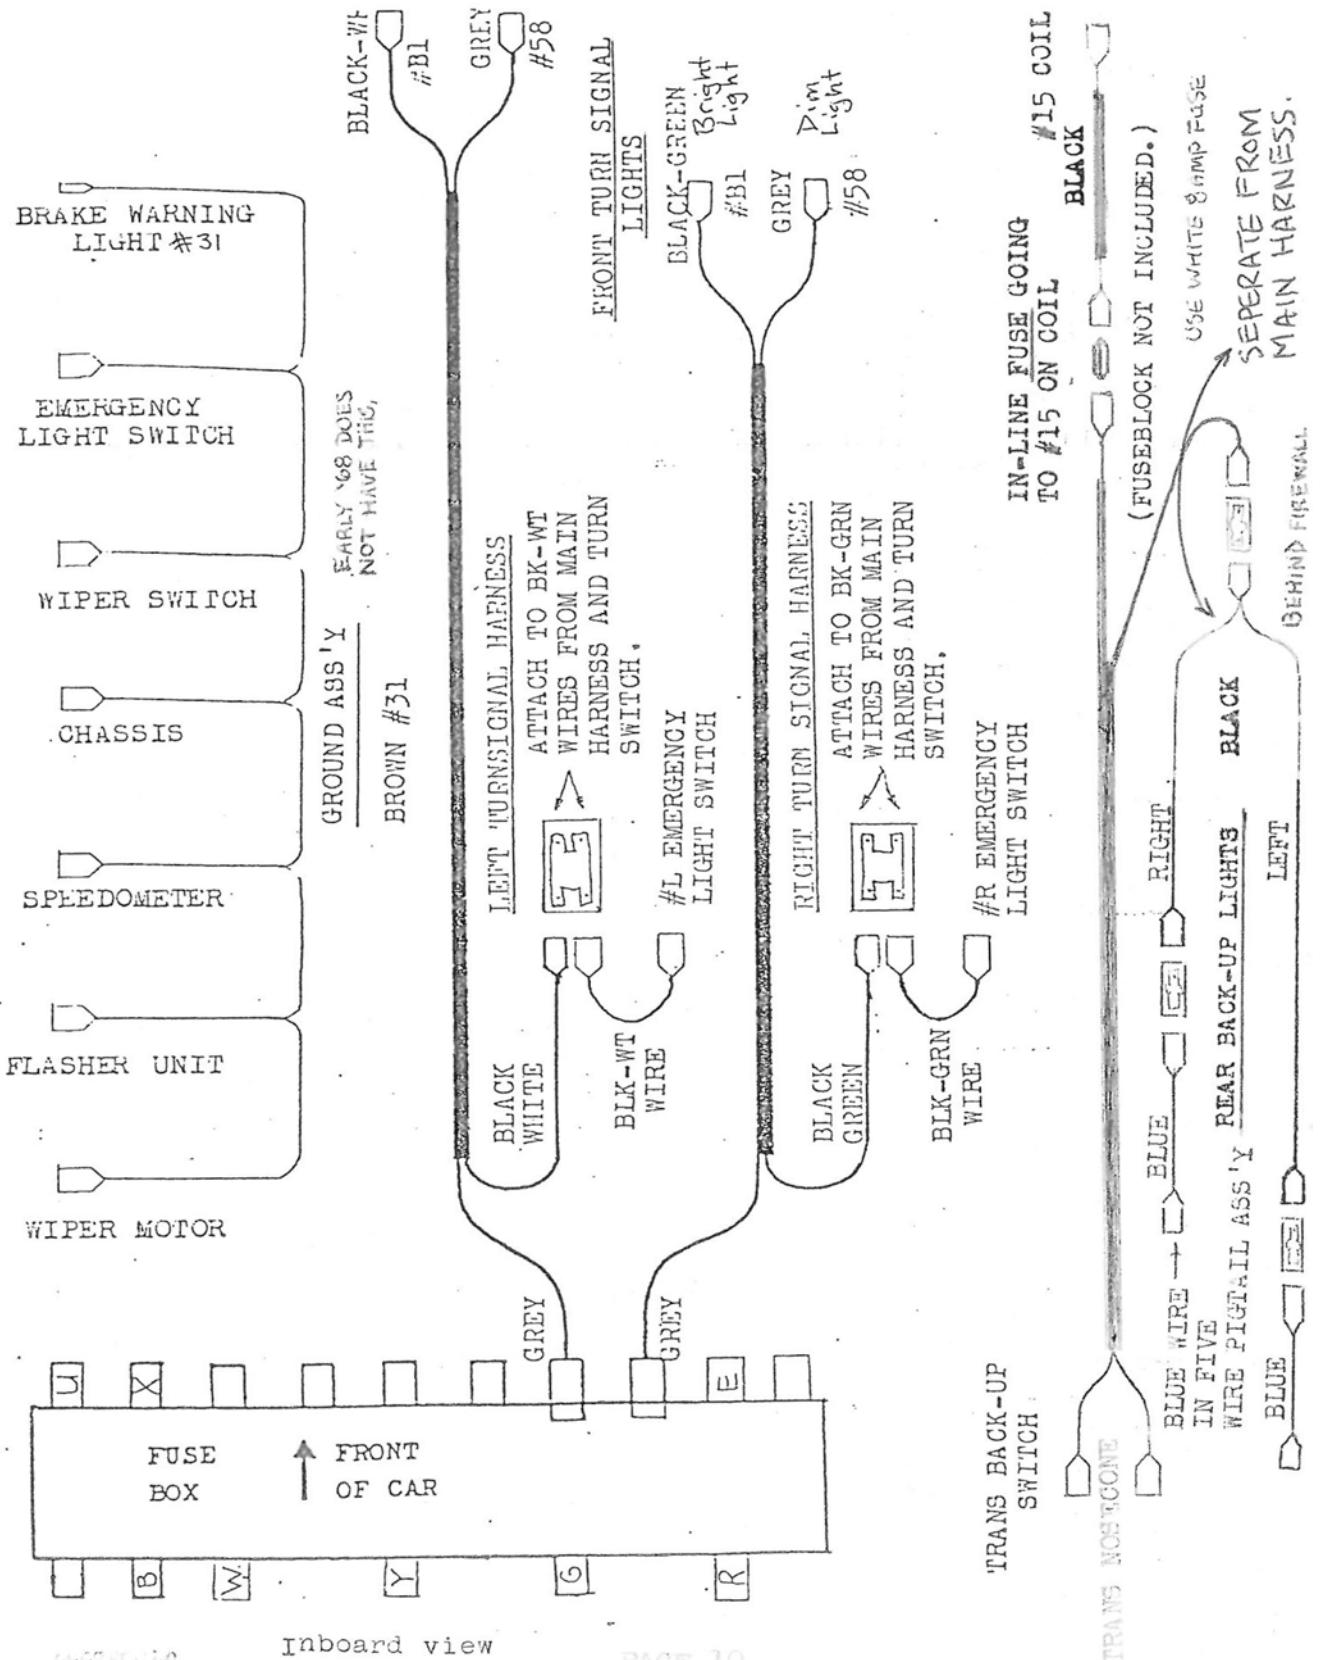 BRAKE WARNING
LIGHT #31
EMERGENCY
LIGHT SWITCH
WIPER SWITCH
CHASSIS
SPEEDOMETER
FLASHER UNIT
WIPER MOTOR
EARLY '68 DOES
NOT HAVE THIS,
GROUND ASS'Y
BROWN #31
BLACK-WH
#B1
GREY
#58
FRONT TURN SIGNAL
LIGHTS
BLACK-GREEN
#B1
Bright
Light
GREY
#58
Dim
Light
LEFT TURNSIGNAL HARNESS
ATTACH TO BK-WT
WIRES FROM MAIN
HARNESS AND TURN
SWITCH.
#L EMERGENCY
LIGHT SWITCH
BLACK
WHITE
BLK-WT
WIRE
RIGHT TURN SIGNAL HARNESS
ATTACH TO BK-GRN
WIRES FROM MAIN
HARNESS AND TURN
SWITCH.
#R EMERGENCY
LIGHT SWITCH
BLACK
GREEN
BLK-GRN
WIRE
GREY
GREY
U
X
E
FUSE
BOX
FRONT
OF CAR
B
W
Y
G
R
Inboard view
IN-LINE FUSE GOING
TO #15 ON COIL
#15 COIL
BLACK
(FUSEBLOCK NOT INCLUDED.)
USE WHITE 8 AMP FUSE
SEPERATE FROM
MAIN HARNESS.
BEHIND FIREWALL
BLACK
RIGHT
LEFT
REAR BACK-UP LIGHTS
BLUE
BLUE WIRE
IN FIVE
WIRE PIGTAIL ASS'Y
BLUE
TRANS BACK-UP
SWITCH
TRANS NOSECONE